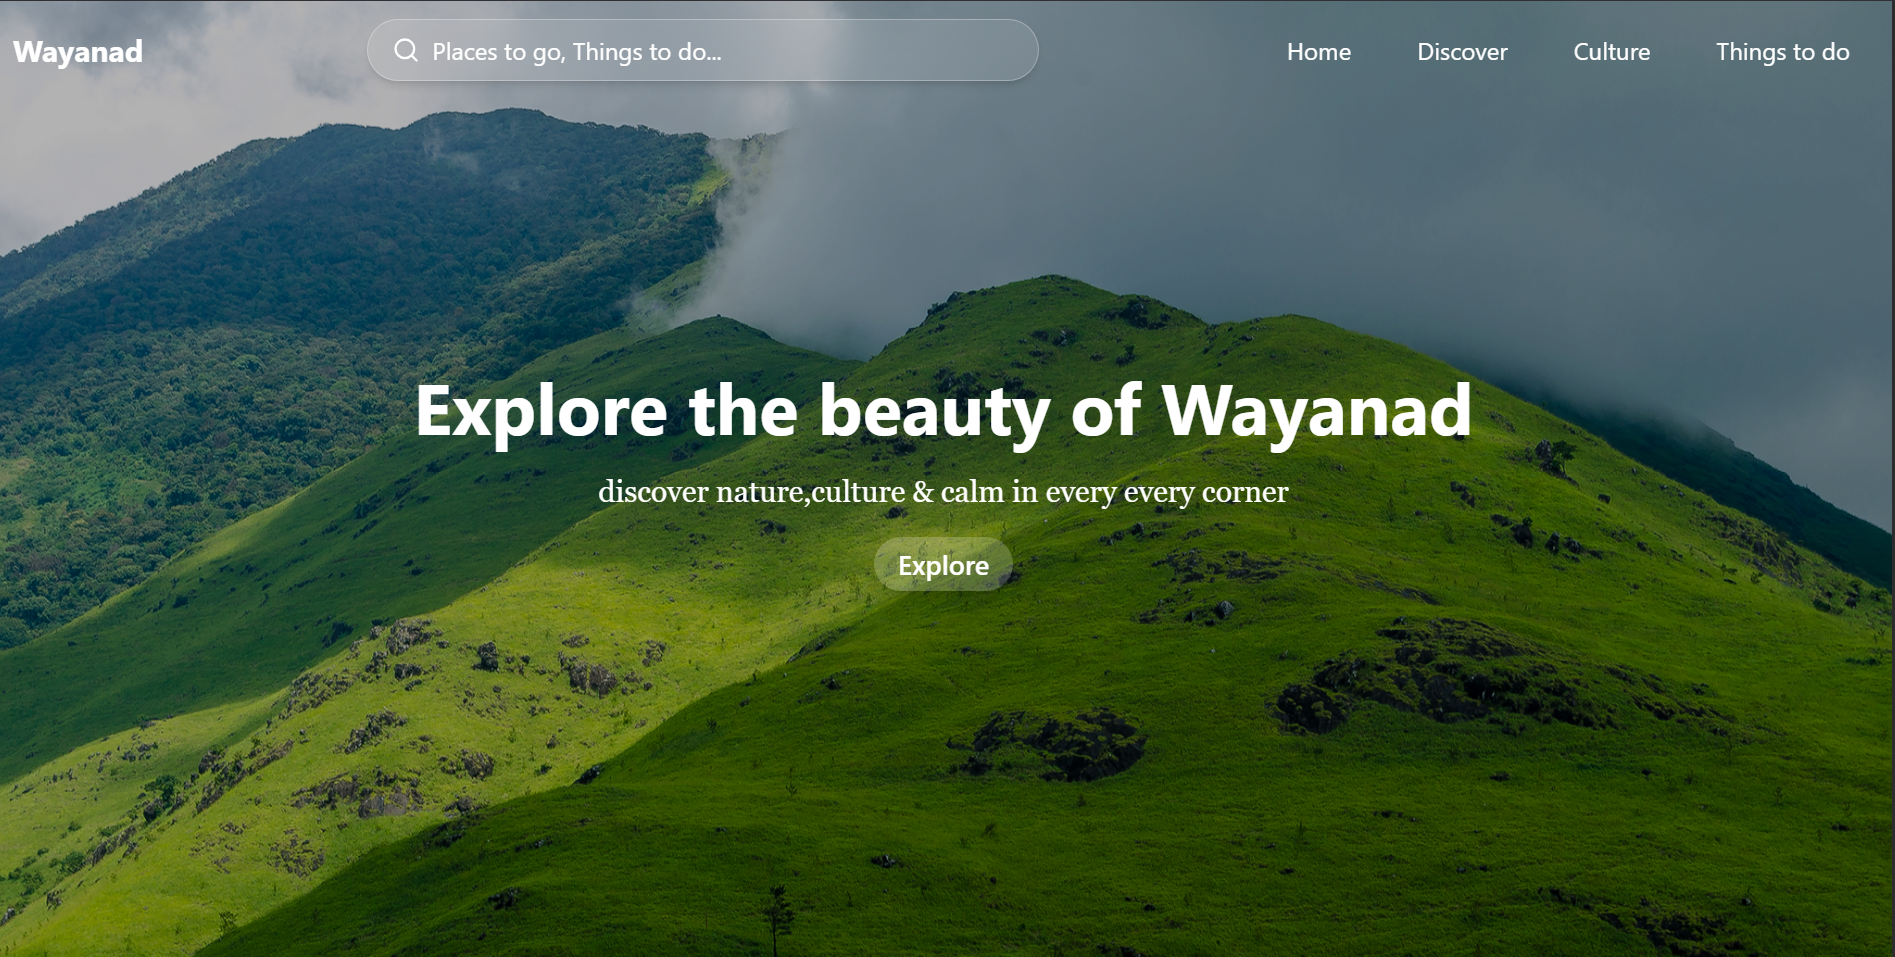 Wayanad
Places to go, Things to do...
Home
Discover
Culture
Things to do
Explore the beauty of Wayanad
discover nature,culture & calm in every every corner
Explore